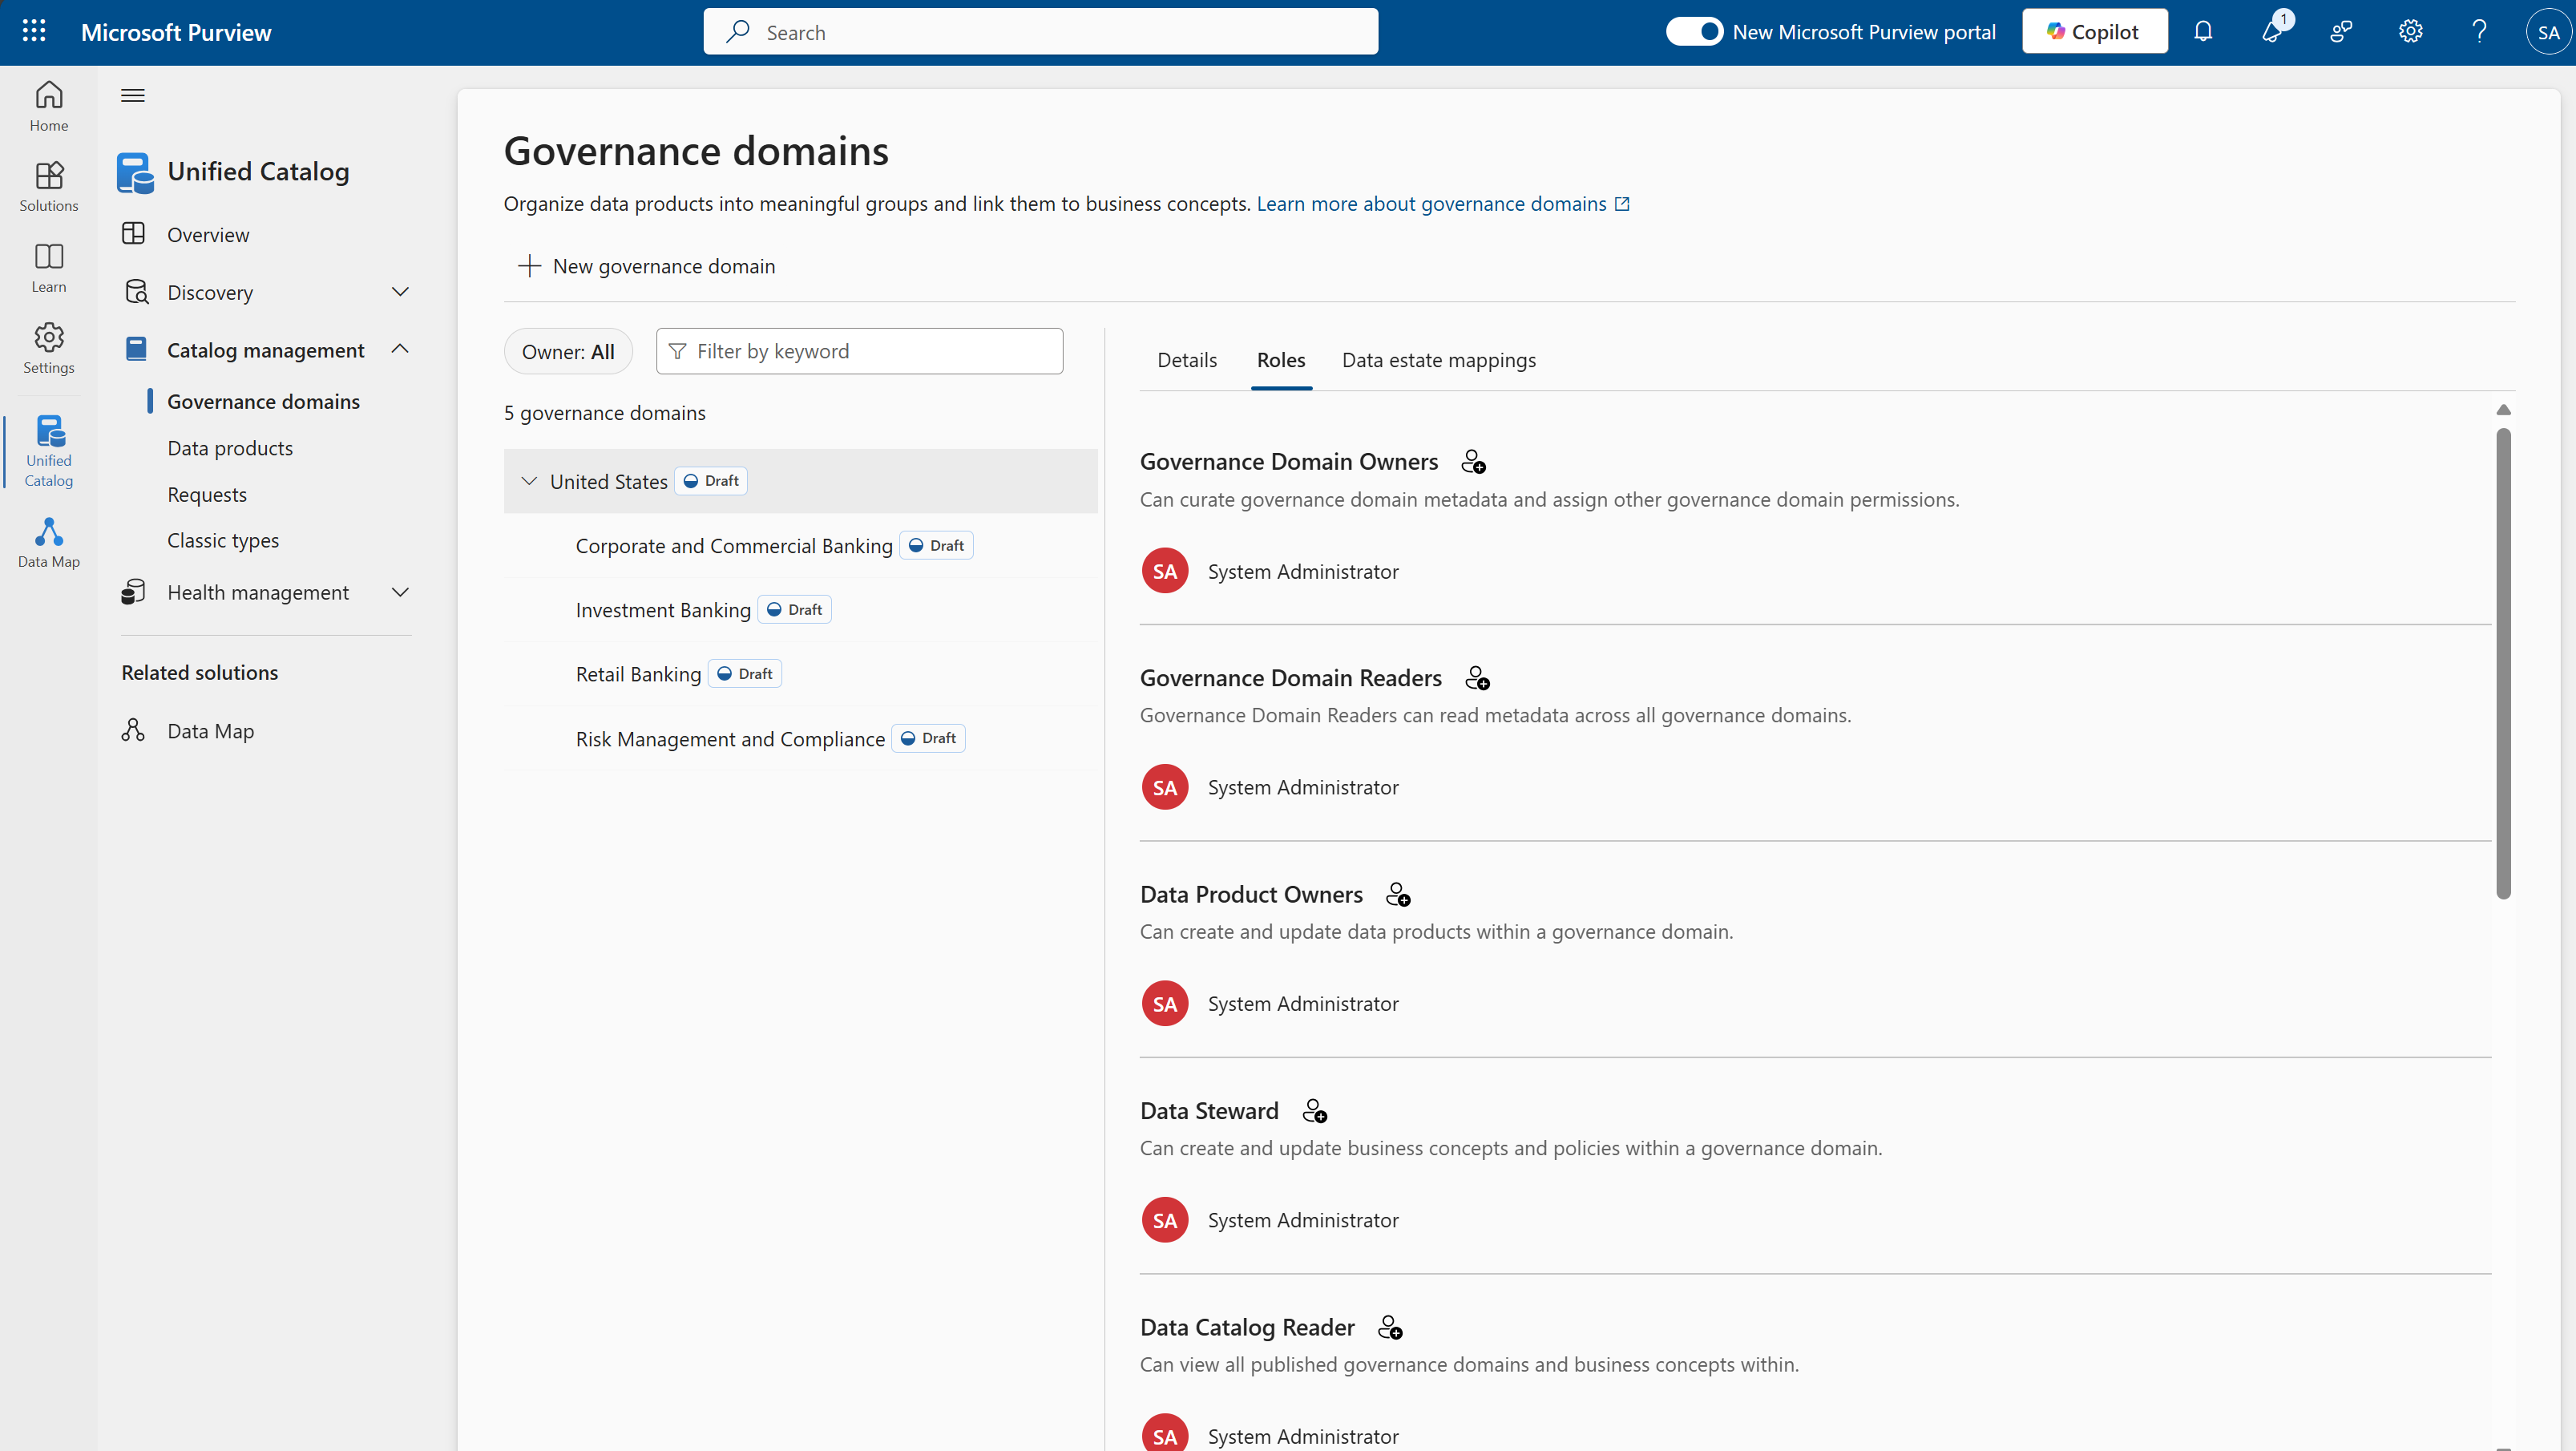 Microsoft Purview
Search
New Microsoft Purview portal
Copilot
1
SA
Home
Solutions
Learn
Settings
Unified
Catalog
Data Map
Unified Catalog
Overview
Discovery
Catalog management
Governance domains
Data products
Requests
Classic types
Health management
Related solutions
Data Map
Governance domains
Organize data products into meaningful groups and link them to business concepts. Learn more about governance domains
New governance domain
Owner: All
Filter by keyword
5 governance domains
United States Draft
Corporate and Commercial Banking Draft
Investment Banking Draft
Retail Banking Draft
Risk Management and Compliance Draft
Details Roles Data estate mappings
Governance Domain Owners
Can curate governance domain metadata and assign other governance domain permissions.
SA System Administrator
Governance Domain Readers
Governance Domain Readers can read metadata across all governance domains.
SA System Administrator
Data Product Owners
Can create and update data products within a governance domain.
SA System Administrator
Data Steward
Can create and update business concepts and policies within a governance domain.
SA System Administrator
Data Catalog Reader
Can view all published governance domains and business concepts within.
SA System Administrator